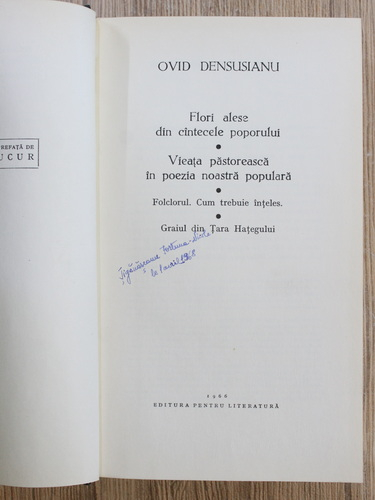 REFAȚĂ DE
UCUR
OVID DENSUSIANU
Flori alese
din cîntecele poporului
Vieața păstorească
în poezia noastră populară
Folclorul. Cum trebuie înțeles.
Graiul din Țara Hațegului
1966
EDITURA PENTRU LITERATURĂ